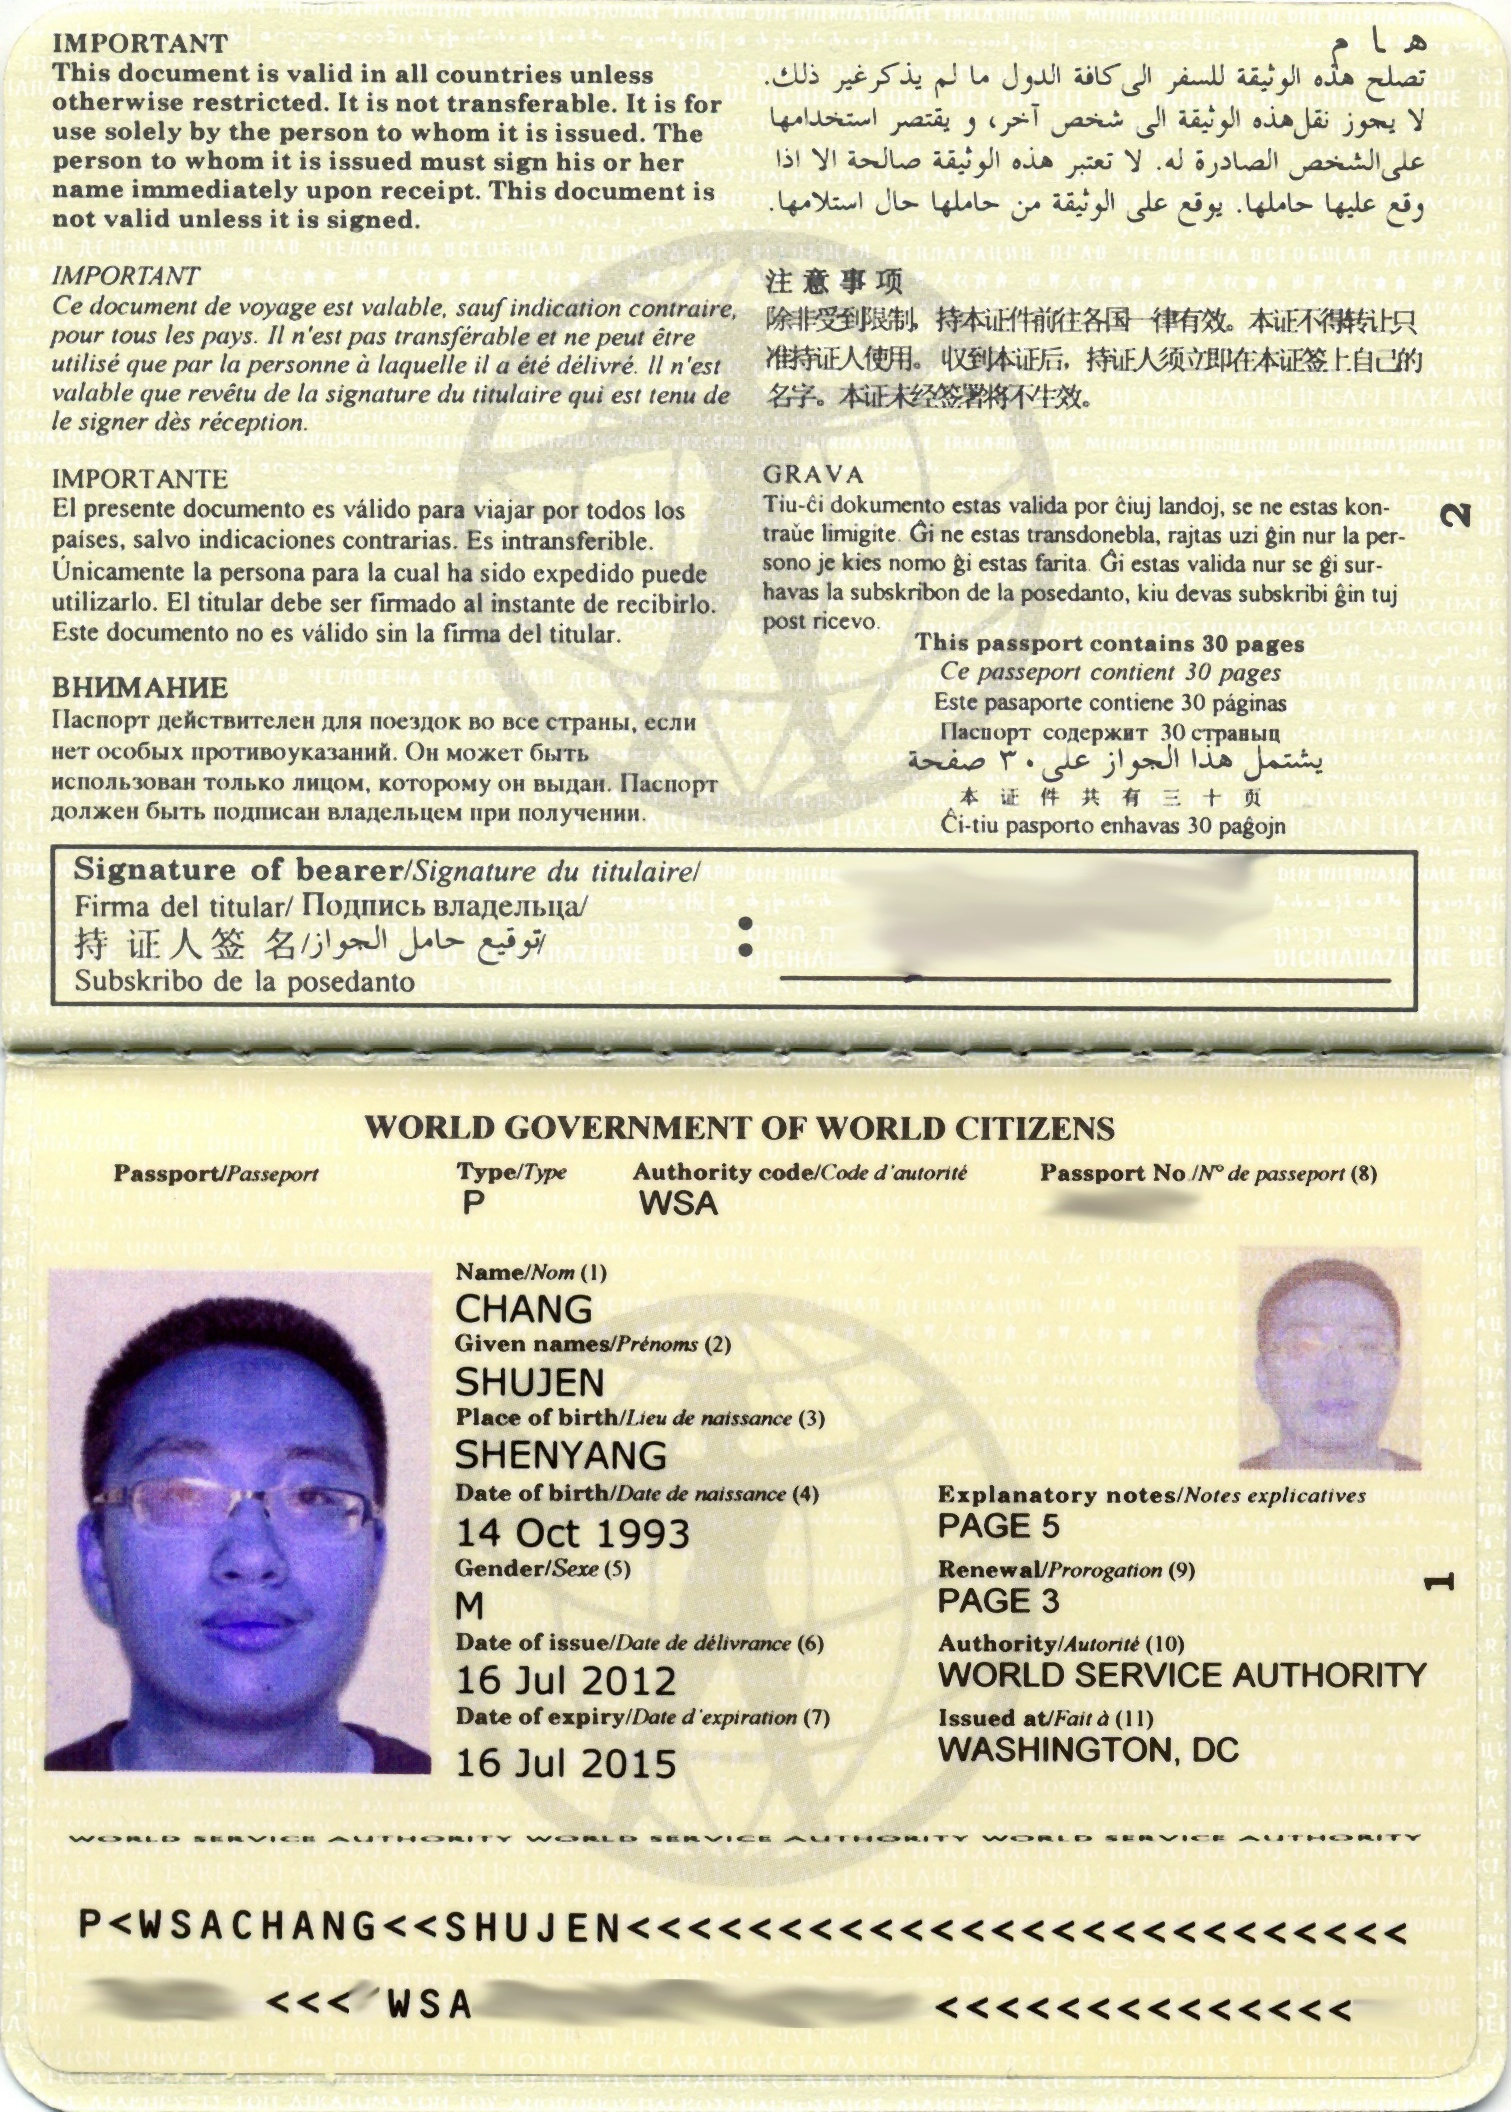 IMPORTANT
This document is valid in all countries unless
otherwise restricted. It is not transferable. It is for
use solely by the person to whom it is issued. The
person to whom it is issued must sign his or her
name immediately upon receipt. This document is
not valid unless it is signed.
هـا م
تصلح هذه الوثيقة للسفر الى كافة الدول ما لم يذكر غير ذلك.
لا يجوز نقل هذه الوثيقة الى شخص آخر، و يقتصر استخدامها
على الشخص الصادرة له. لا تعتبر هذه الوثيقة صالحة الا اذا
وقع عليها حاملها. يوقع على الوثيقة من حاملها حال استلامها.
IMPORTANT
Ce document de voyage est valable, sauf indication contraire,
pour tous les pays. Il n'est pas transférable et ne peut être
utilisé que par la personne à laquelle il a été délivré. Il n'est
valable que revêtu de la signature du titulaire qui est tenu de
le signer dès réception.
注意事项
除非受到限制，持本证件前往各国一律有效。本证不得转让只
准持证人使用。收到本证后，持证人须立即在本证签上自己的
名字。本证未经签署将不生效。
IMPORTANTE
El presente documento es válido para viajar por todos los
países, salvo indicaciones contrarias. Es intransferible.
Únicamente la persona para la cual ha sido expedido puede
utilizarlo. El titular debe ser firmado al instante de recibirlo.
Este documento no es válido sin la firma del titular.
GRAVA
Tiu-ĉi dokumento estas valida por ĉiuj landoj, se ne estas kon-
traŭe limigite. Ĝi ne estas transdonebla, rajtas uzi ĝin nur la per-
sono je kies nomo ĝi estas farita. Ĝi estas valida nur se ĝi sur-
havas la subskribon de la posedanto, kiu devas subskribi ĝin tuj
post ricevo.
ВНИМАНИЕ
Паспорт действителен для поездок во все страны, если
нет особых противоуказаний. Он может быть
использован только лицом, которому он выдан. Паспорт
должен быть подписан владельцем при получении.
This passport contains 30 pages
Ce passeport contient 30 pages
Este pasaporte contiene 30 páginas
Паспорт содержит 30 страныц
يشتمل هذا الجواز على ٣٠ صفحة
本证件共有三十页
Ĉi-tiu pasporto enhavas 30 paĝojn
2
Signature of bearer/Signature du titulaire/
Firma del titular/ Подпись владельца/
持 证 人 签 名/توقيع حامل الجواز/
Subskribo de la posedanto
:
WORLD GOVERNMENT OF WORLD CITIZENS
Passport/Passeport Type/Type Authority code/Code d'autorité Passport No./N° de passeport (8)
P WSA
Name/Nom (1)
CHANG
Given names/Prénoms (2)
SHUJEN
Place of birth/Lieu de naissance (3)
SHENYANG
Date of birth/Date de naissance (4)
14 Oct 1993
Gender/Sexe (5)
M
Date of issue/Date de délivrance (6)
16 Jul 2012
Date of expiry/Date d'expiration (7)
16 Jul 2015
Explanatory notes/Notes explicatives
PAGE 5
Renewal/Prorogation (9)
PAGE 3
Authority/Autorité (10)
WORLD SERVICE AUTHORITY
Issued at/Fait à (11)
WASHINGTON, DC
1
WORLD SERVICE AUTHORITY WORLD SERVICE AUTHORITY WORLD SERVICE AUTHORITY
P<WSACHANG<<SHUJEN<<<<<<<<<<<<<<<<<<<<<<<<<<
<<< WSA <<<<<<<<<<<<<<